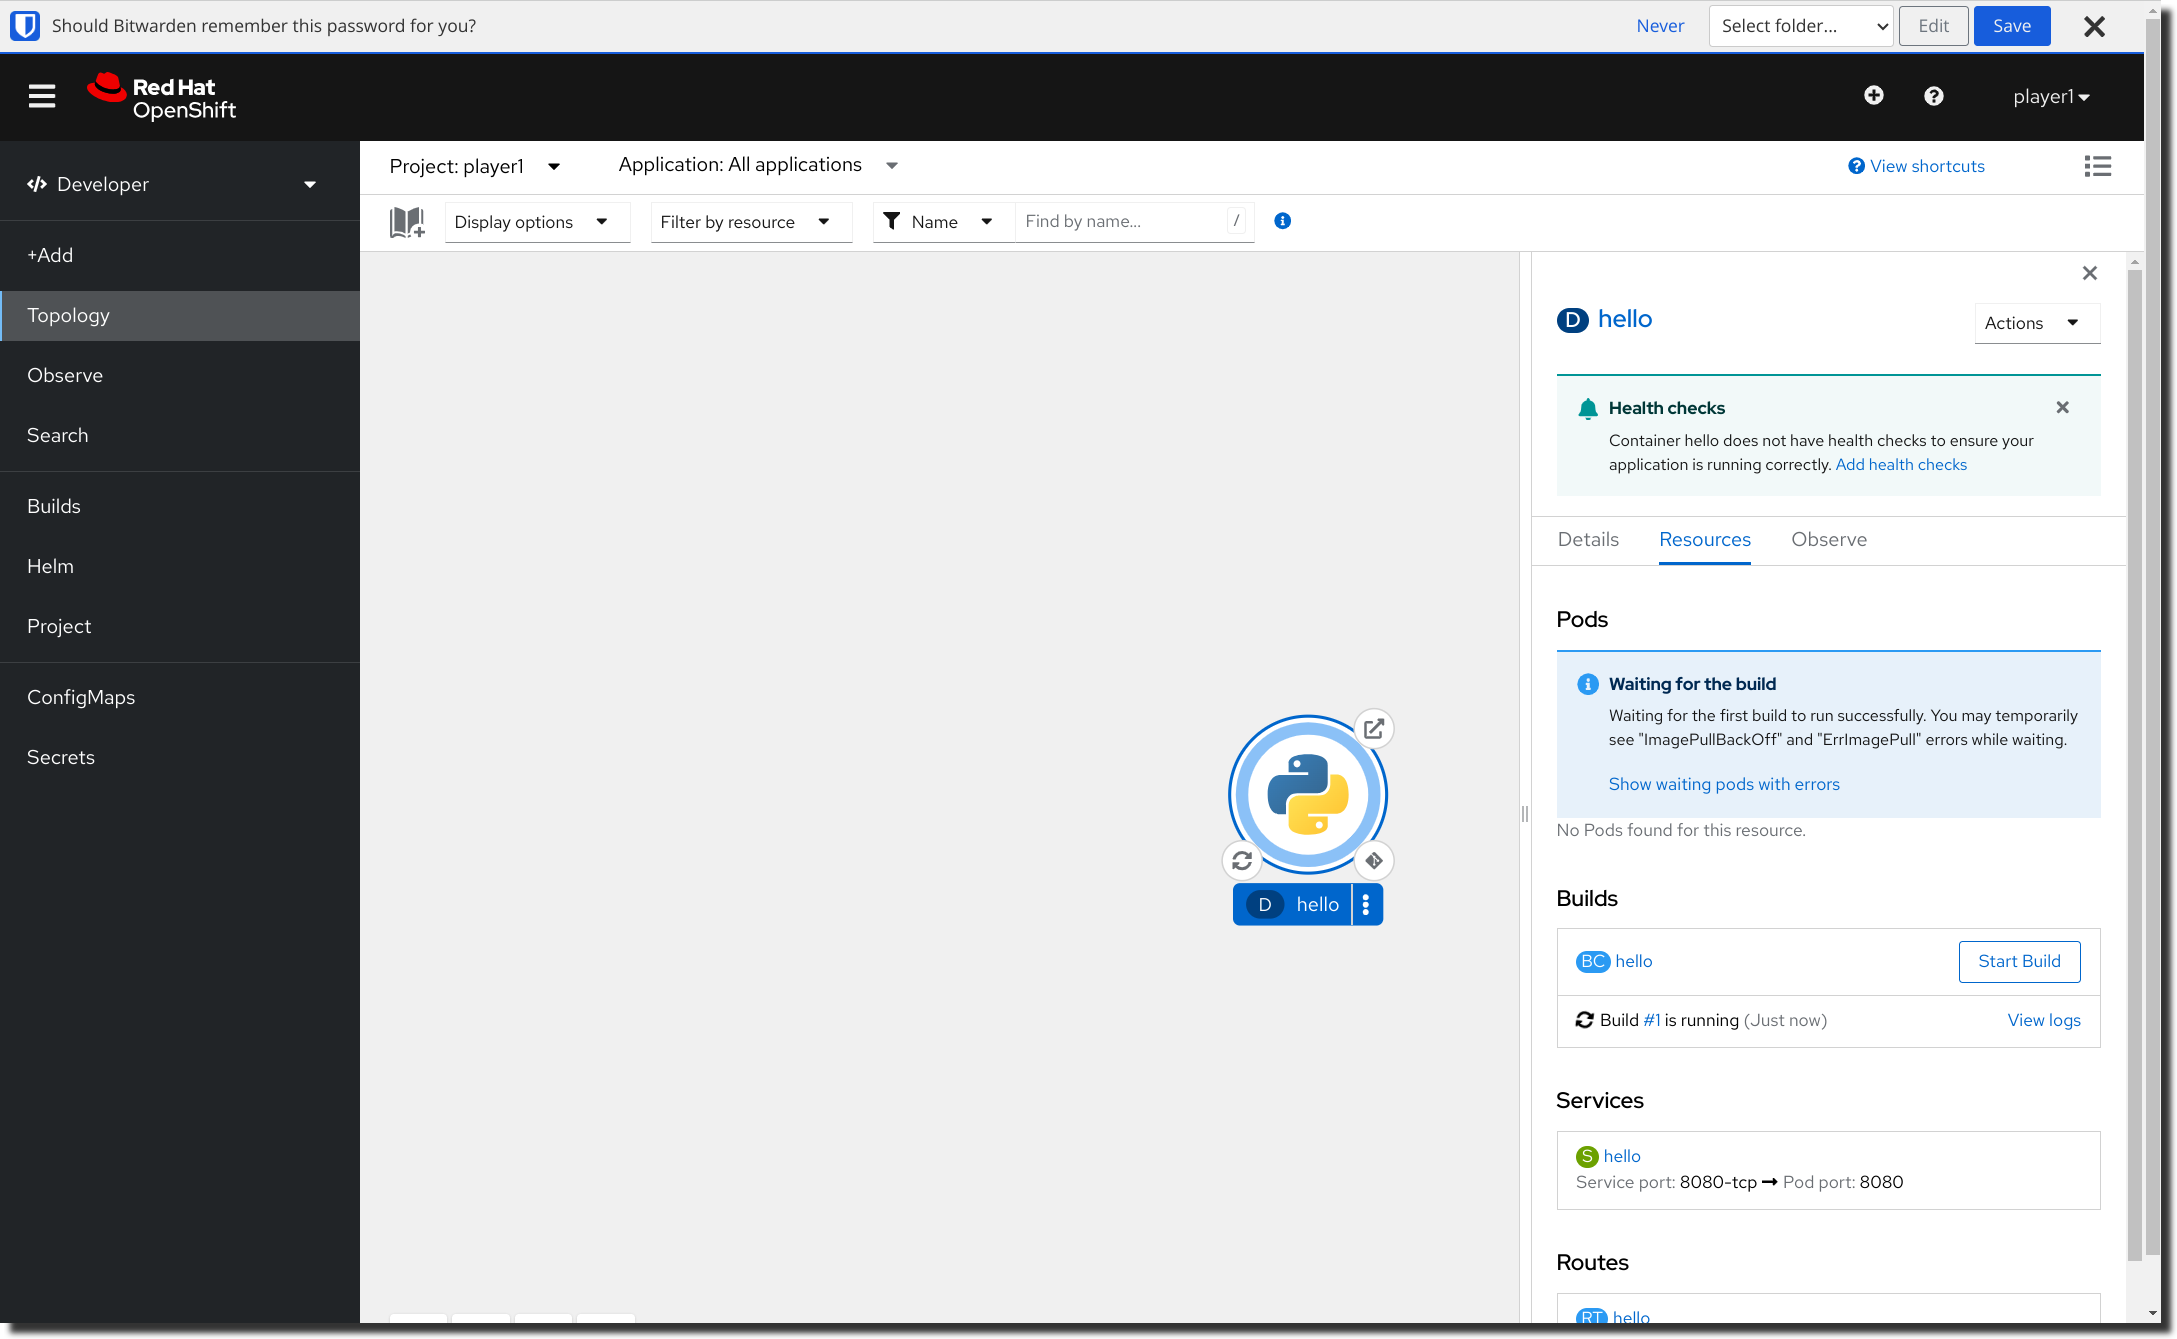 Should Bitwarden remember this password for you?
Never
Select folder...
Edit
Save
Red Hat
OpenShift
player1
Developer
+Add
Topology
Observe
Search
Builds
Helm
Project
ConfigMaps
Secrets
Project: player1
Application: All applications
View shortcuts
Display options
Filter by resource
Name
Find by name...
/
D hello
Actions
Health checks
Container hello does not have health checks to ensure your
application is running correctly. Add health checks
Details
Resources
Observe
Pods
Waiting for the build
Waiting for the first build to run successfully. You may temporarily
see "ImagePullBackOff" and "ErrImagePull" errors while waiting.
Show waiting pods with errors
No Pods found for this resource.
D hello
Builds
BC hello
Start Build
Build #1 is running (Just now)
View logs
Services
S hello
Service port: 8080-tcp → Pod port: 8080
Routes
RT hello